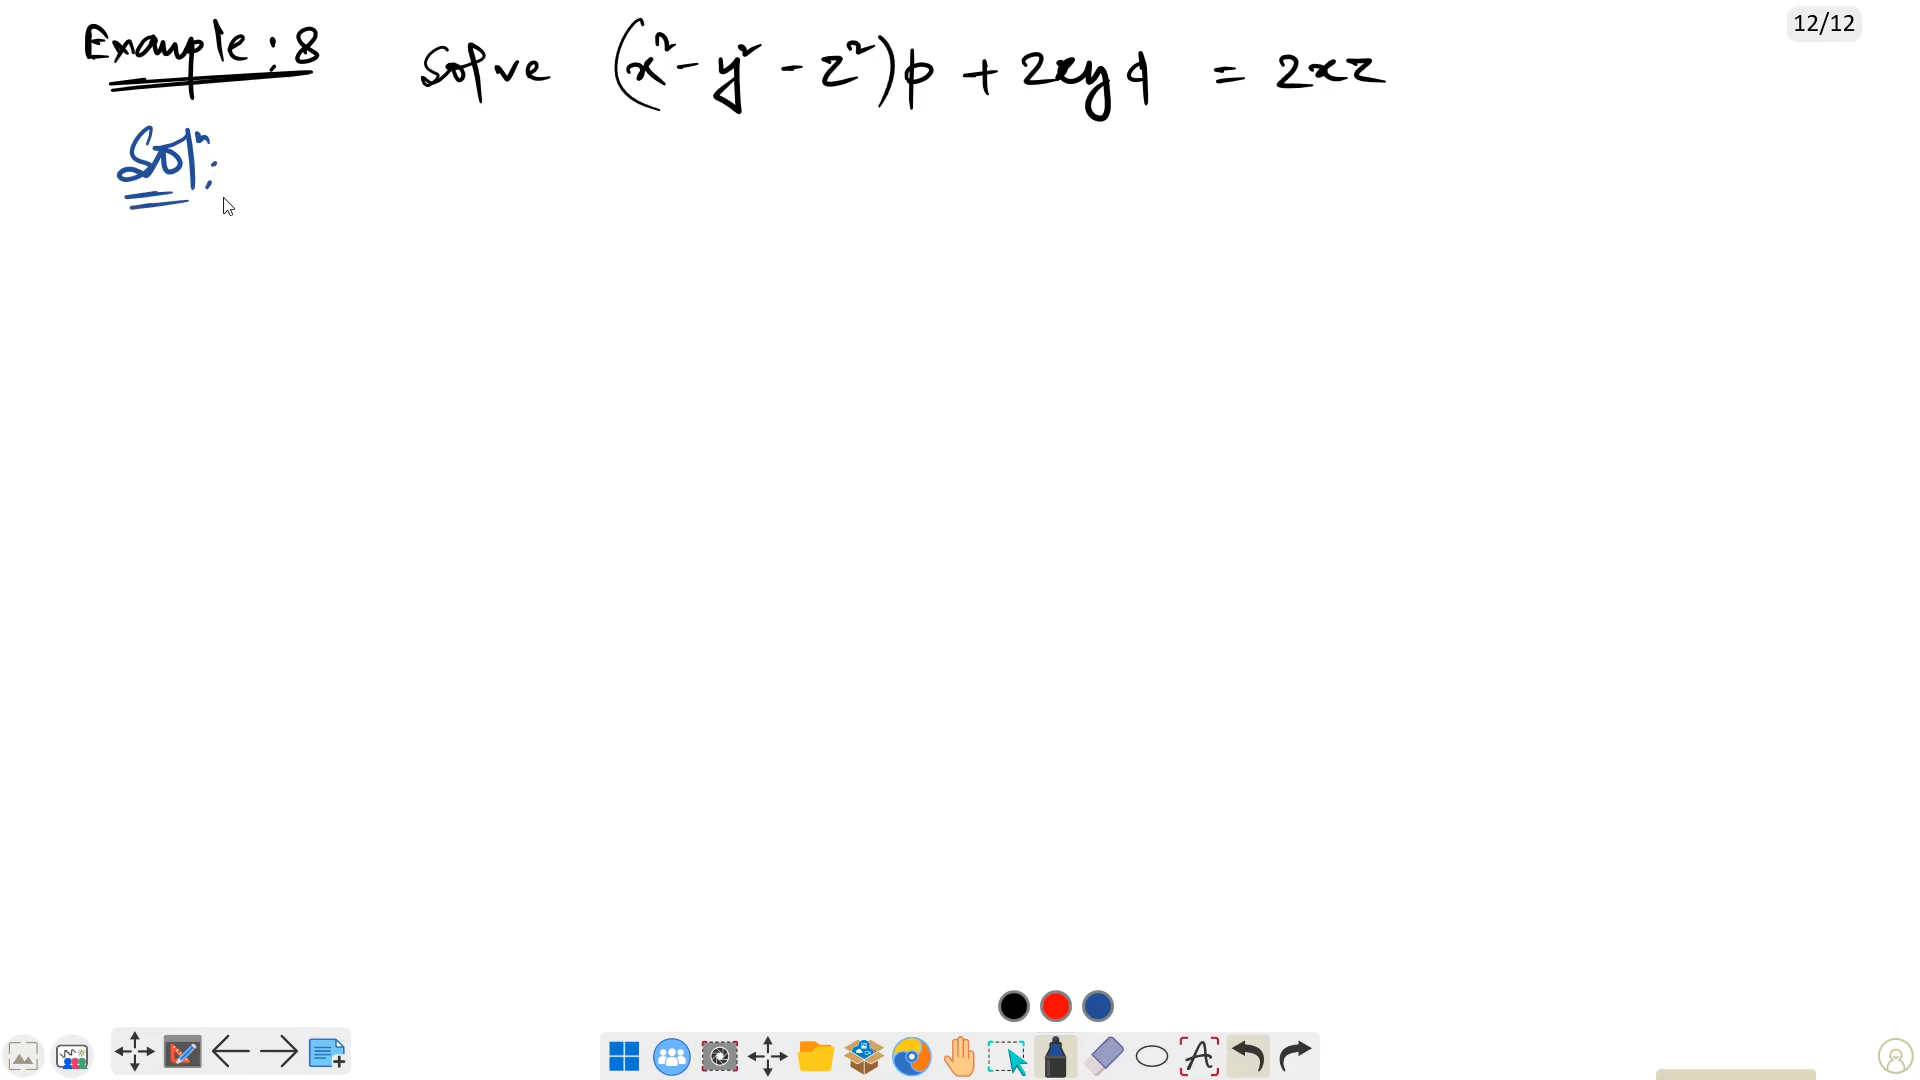 12/12
Example: 8 Solve (x² - y² - z²)p + 2xyq = 2xz
Solⁿ: